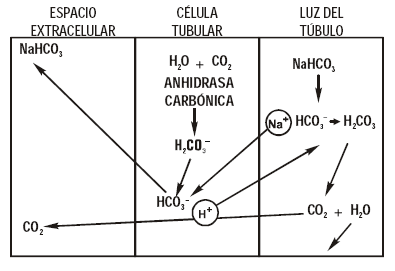 ESPACIO
EXTRACELULAR
CÉLULA
TUBULAR
LUZ DEL
TÚBULO
NaHCO₃
H₂O + CO₂
ANHIDRASA
CARBÓNICA
H₂CO₃⁻
HCO₃⁻
H⁺
CO₂
NaHCO₃
Na⁺ HCO₃⁻ H₂CO₃
CO₂ + H₂O